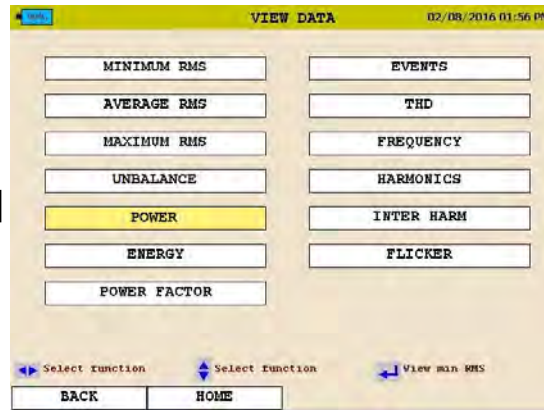 VIEW DATA
02/08/2016 01:56 PM
MINIMUM RMS
AVERAGE RMS
MAXIMUM RMS
UNBALANCE
POWER
ENERGY
POWER FACTOR
EVENTS
THD
FREQUENCY
HARMONICS
INTER HARM
FLICKER
Select function
Select function
View min RMS
BACK
HOME